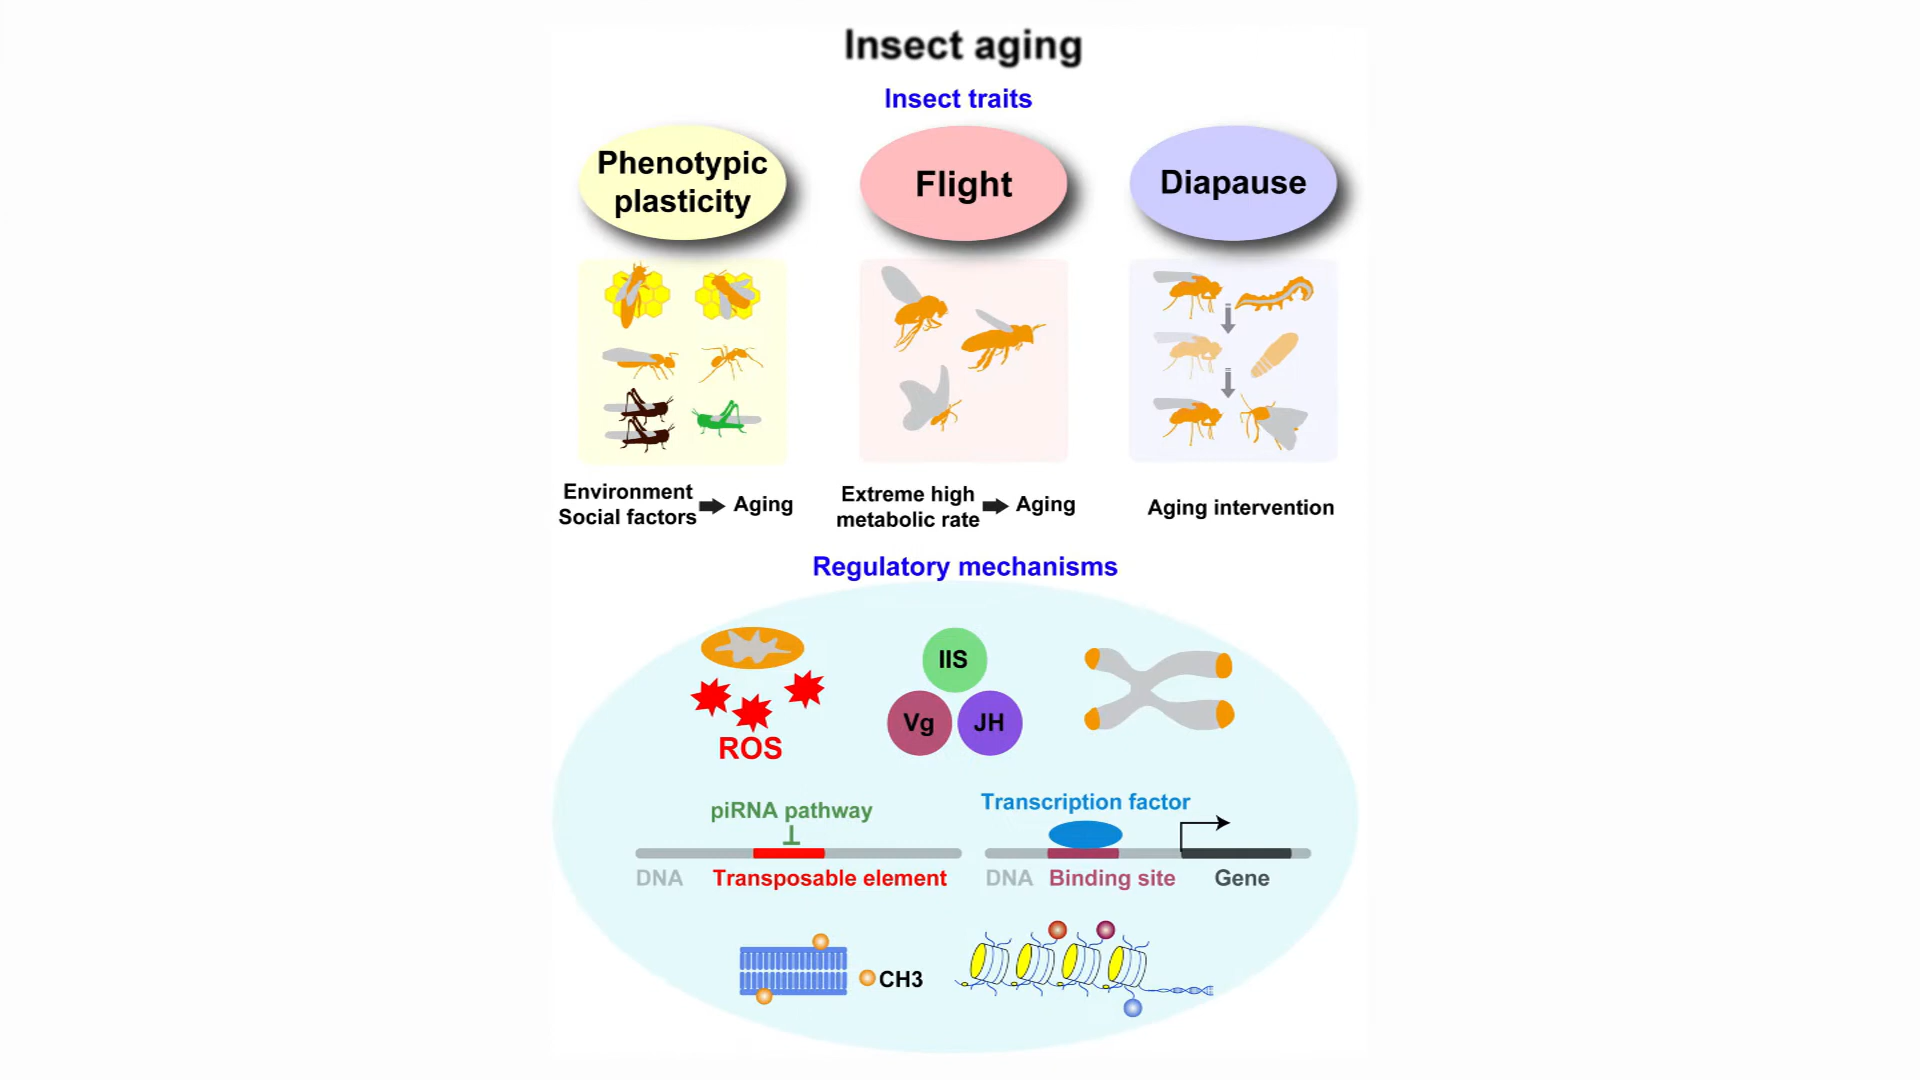 Insect aging
Insect traits
Phenotypic
plasticity
Flight
Diapause
Environment
Social factors
Aging
Extreme high
metabolic rate
Aging
Aging intervention
Regulatory mechanisms
ROS
IIS
Vg
JH
piRNA pathway
DNA
Transposable element
Transcription factor
DNA
Binding site
Gene
CH3